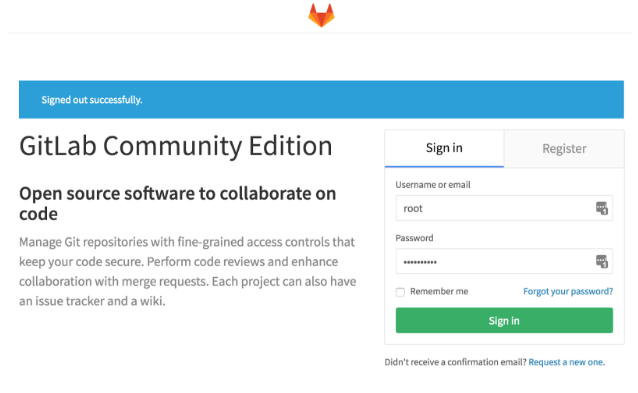 Signed out successfully.
GitLab Community Edition
Open source software to collaborate on
code
Manage Git repositories with fine-grained access controls that
keep your code secure. Perform code reviews and enhance
collaboration with merge requests. Each project can also have
an issue tracker and a wiki.
Sign in
Register
Username or email
root
Password
••••••••••
Remember me
Forgot your password?
Sign in
Didn't receive a confirmation email? Request a new one.